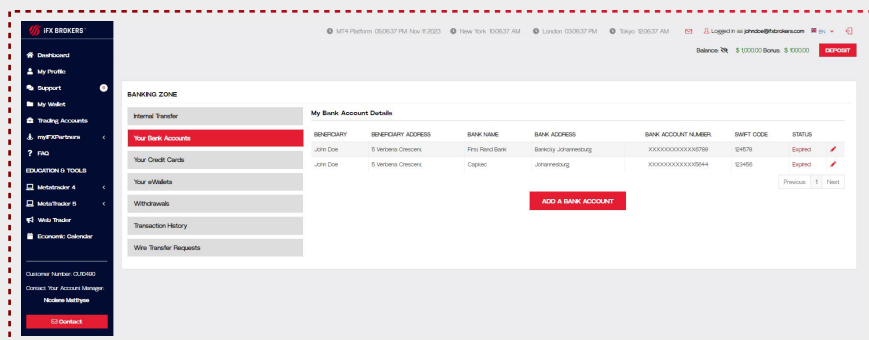 IFX BROKERS
MT4 Platform 05:06:37 PM Nov 11 2023 New York 10:06:37 AM London 03:06:37 PM Tokyo 12:06:37 AM Logged in as johndoe@ifxbrokers.com EN
Balance: $ 1,000.00 Bonus: $ 1000.00 DEPOSIT
Dashboard
My Profile
Support
My Wallet
Trading Accounts
myIFXPartners
FAQ
EDUCATION & TOOLS
Metatrader 4
MetaTrader 5
Web Trader
Economic Calendar
Customer Number: CU10490
Contact Your Account Manager:
Nicolene Matthyse
Contact
BANKING ZONE
Internal Transfer
Your Bank Accounts
Your Credit Cards
Your eWallets
Withdrawals
Transaction History
Wire Transfer Requests
My Bank Account Details
BENEFICIARY BENEFICIARY ADDRESS BANK NAME BANK ADDRESS BANK ACCOUNT NUMBER SWIFT CODE STATUS
John Doe 5 Verbena Crescent Firts Rand Bank Bankcity Johannesburg XXXXXXXXXXXX6789 124578 Expired
John Doe 5 Verbena Crescent Capitec Johannesburg XXXXXXXXXXXX5644 123456 Expired
Previous 1 Next
ADD A BANK ACCOUNT